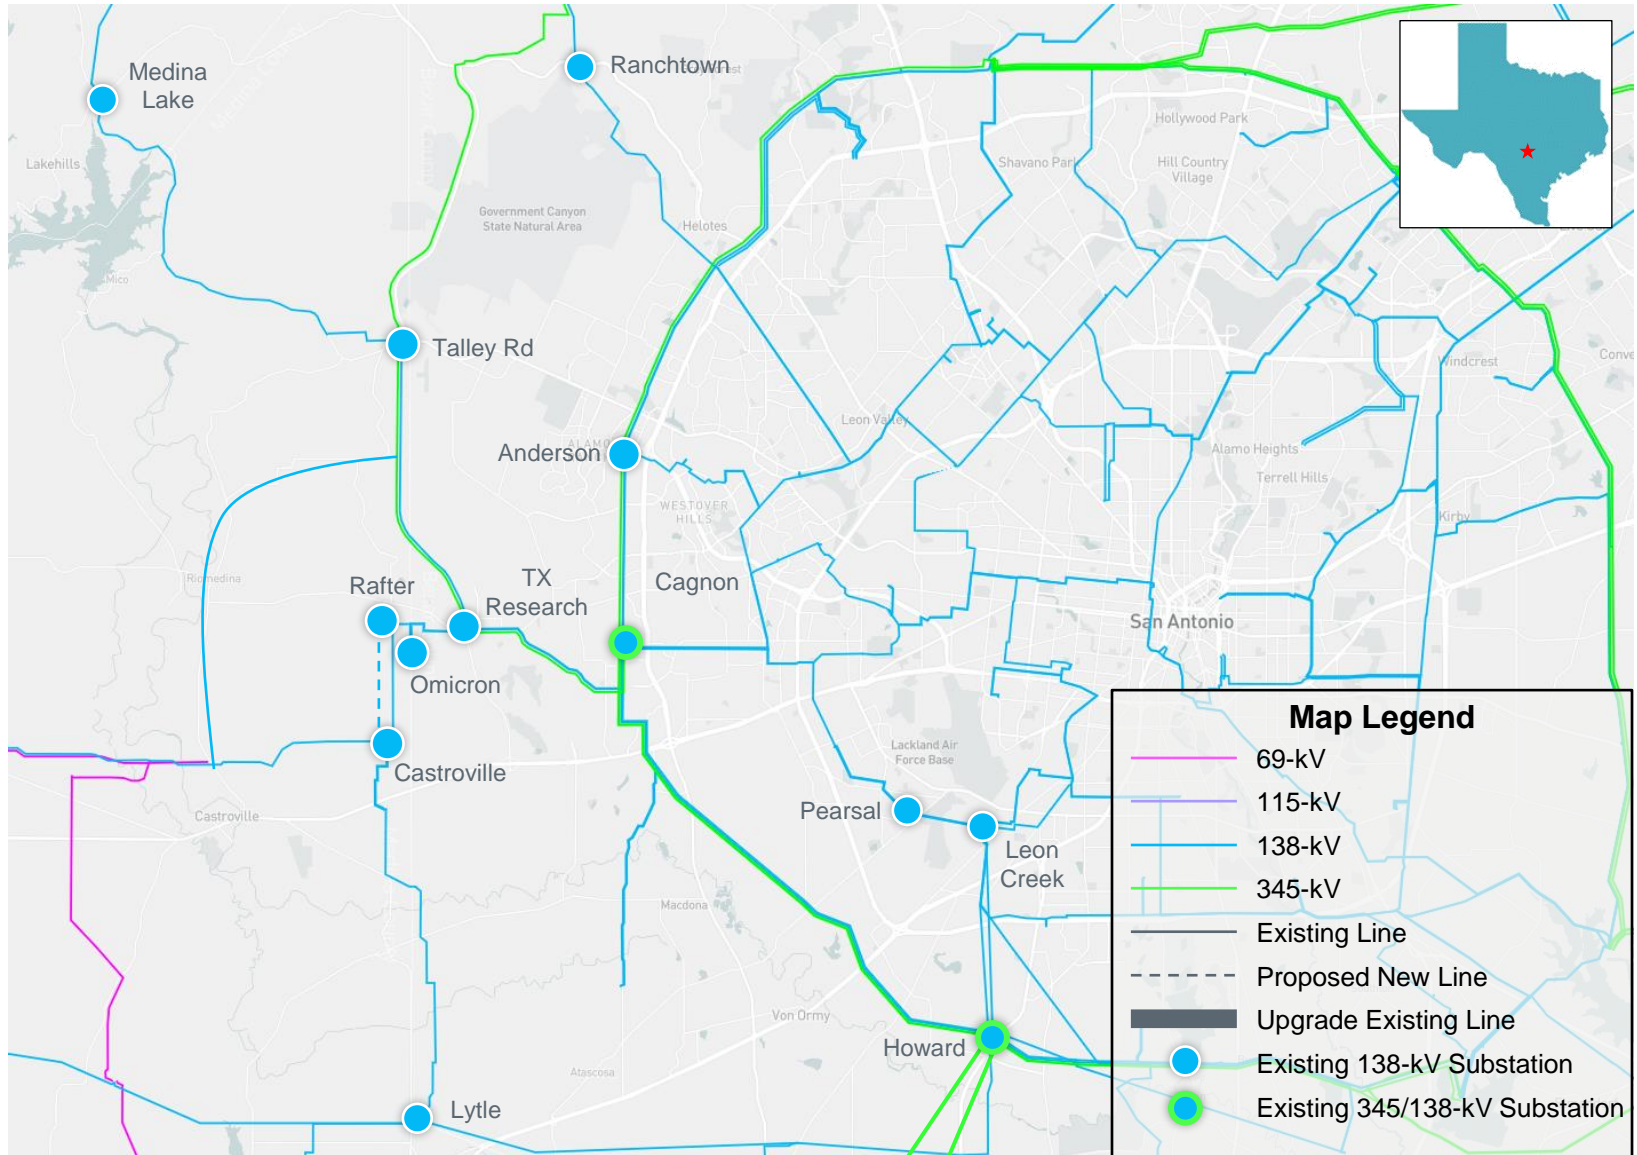 Medina
Lake
Ranchtown
Hollywood Park
Shavano Park
Hill Country
Village
Lakehills
Government Canyon
State Natural Area
Helotes
Mico
Talley Rd
Windcrest
Conve
Leon Valley
Anderson
Alamo Heights
Terrell Hills
WESTOVER
HILLS
Kirby
Riomedina
Rafter
TX
Research
Cagnon
San Antonio
Omicron
Castroville
Lackland Air
Force Base
Castroville
Pearsal
Leon
Creek
Macdona
Von Ormy
Howard
Atascosa
Lytle
Map Legend
69-kV
115-kV
138-kV
345-kV
Existing Line
Proposed New Line
Upgrade Existing Line
Existing 138-kV Substation
Existing 345/138-kV Substation